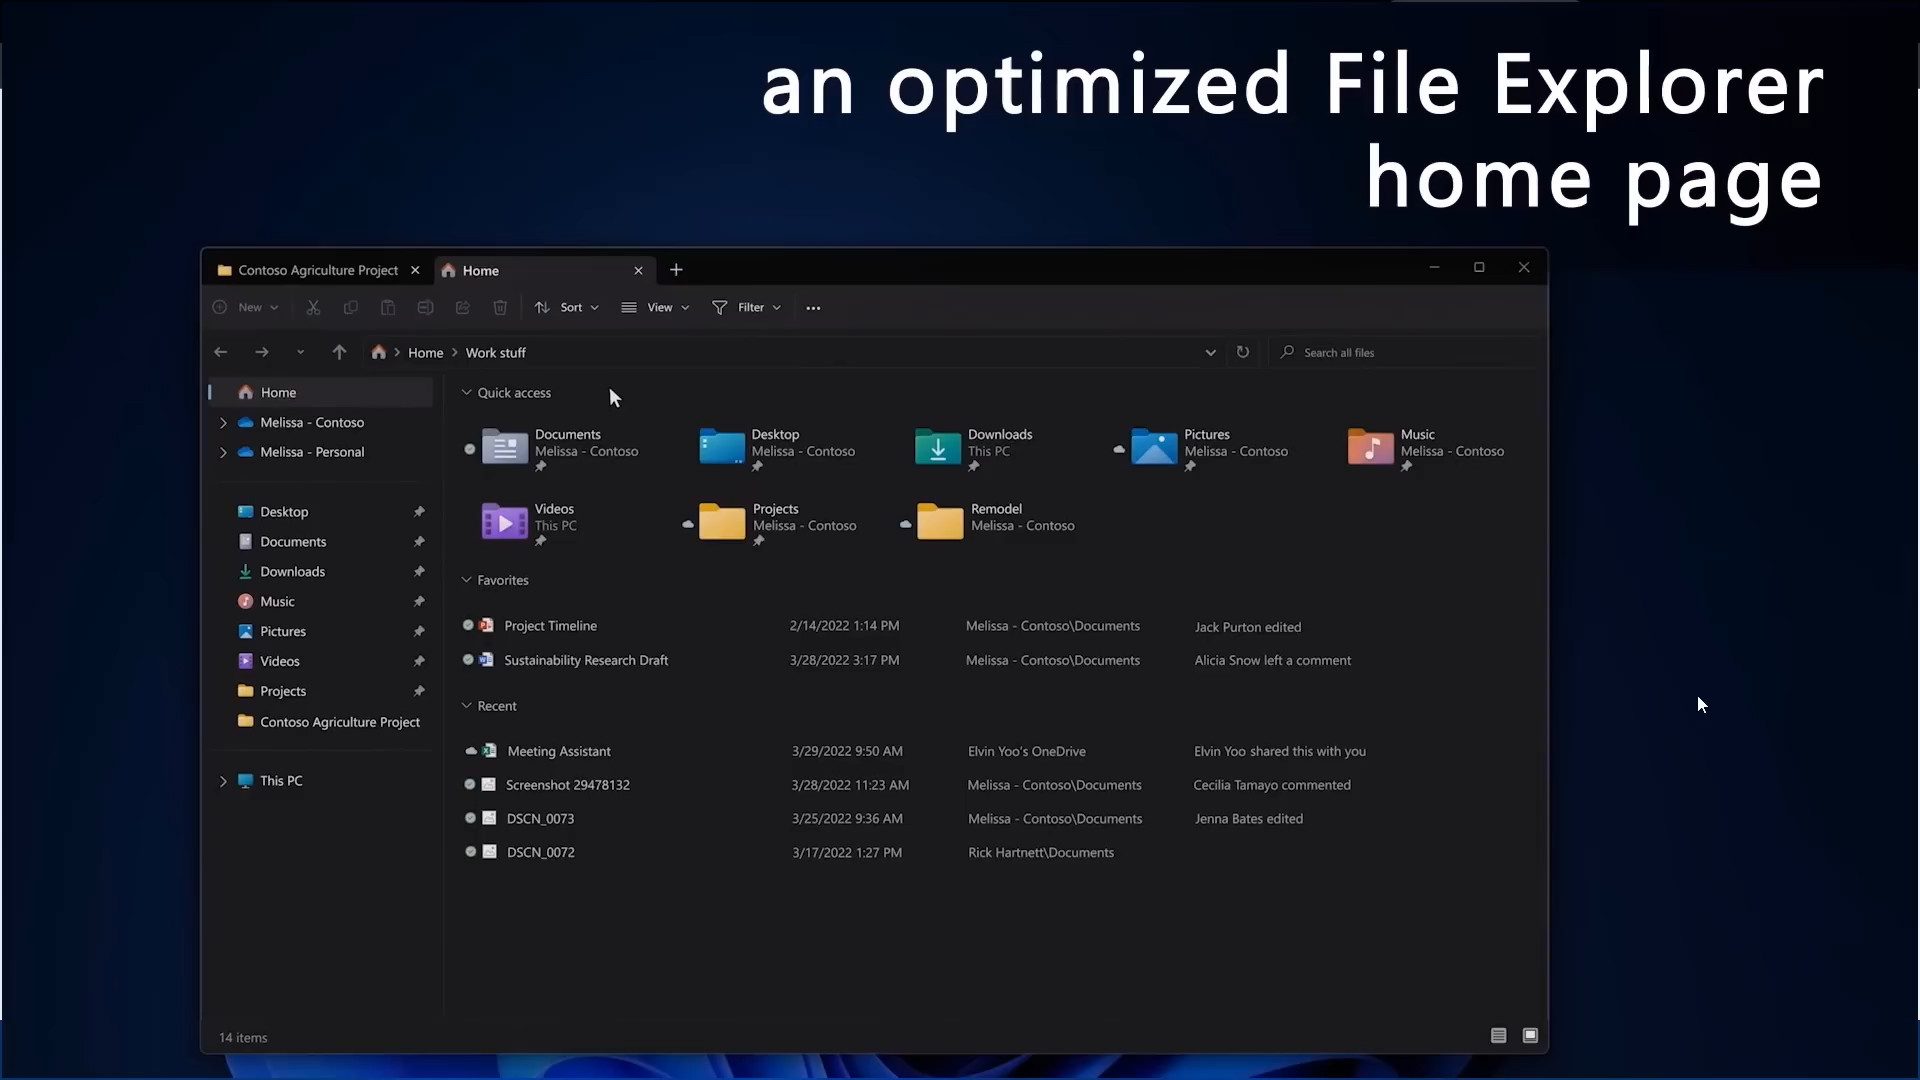 an optimized File Explorer
home page
Contoso Agriculture Project
Home
New
Sort
View
Filter
Home
Work stuff
Search all files
Home
Melissa - Contoso
Melissa - Personal
Desktop
Documents
Downloads
Music
Pictures
Videos
Projects
Contoso Agriculture Project
This PC
Quick access
Documents
Melissa - Contoso
Desktop
Melissa - Contoso
Downloads
This PC
Pictures
Melissa - Contoso
Music
Melissa - Contoso
Videos
This PC
Projects
Melissa - Contoso
Remodel
Melissa - Contoso
Favorites
Project Timeline 2/14/2022 1:14 PM Melissa - Contoso\Documents Jack Purton edited
Sustainability Research Draft 3/28/2022 3:17 PM Melissa - Contoso\Documents Alicia Snow left a comment
Recent
Meeting Assistant 3/29/2022 9:50 AM Elvin Yoo's OneDrive Elvin Yoo shared this with you
Screenshot 29478132 3/28/2022 11:23 AM Melissa - Contoso\Documents Cecilia Tamayo commented
DSCN_0073 3/25/2022 9:36 AM Melissa - Contoso\Documents Jenna Bates edited
DSCN_0072 3/17/2022 1:27 PM Rick Hartnett\Documents
14 items